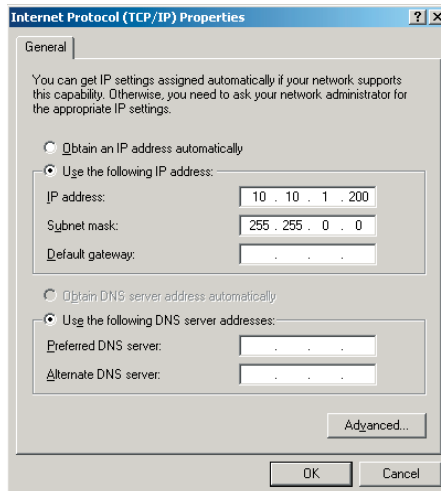 Internet Protocol (TCP/IP) Properties
General
You can get IP settings assigned automatically if your network supports
this capability. Otherwise, you need to ask your network administrator for
the appropriate IP settings.
Obtain an IP address automatically
Use the following IP address:
IP address: 10 . 10 . 1 . 200
Subnet mask: 255 . 255 . 0 . 0
Default gateway: . . .
Obtain DNS server address automatically
Use the following DNS server addresses:
Preferred DNS server: . . .
Alternate DNS server: . . .
Advanced...
OK Cancel